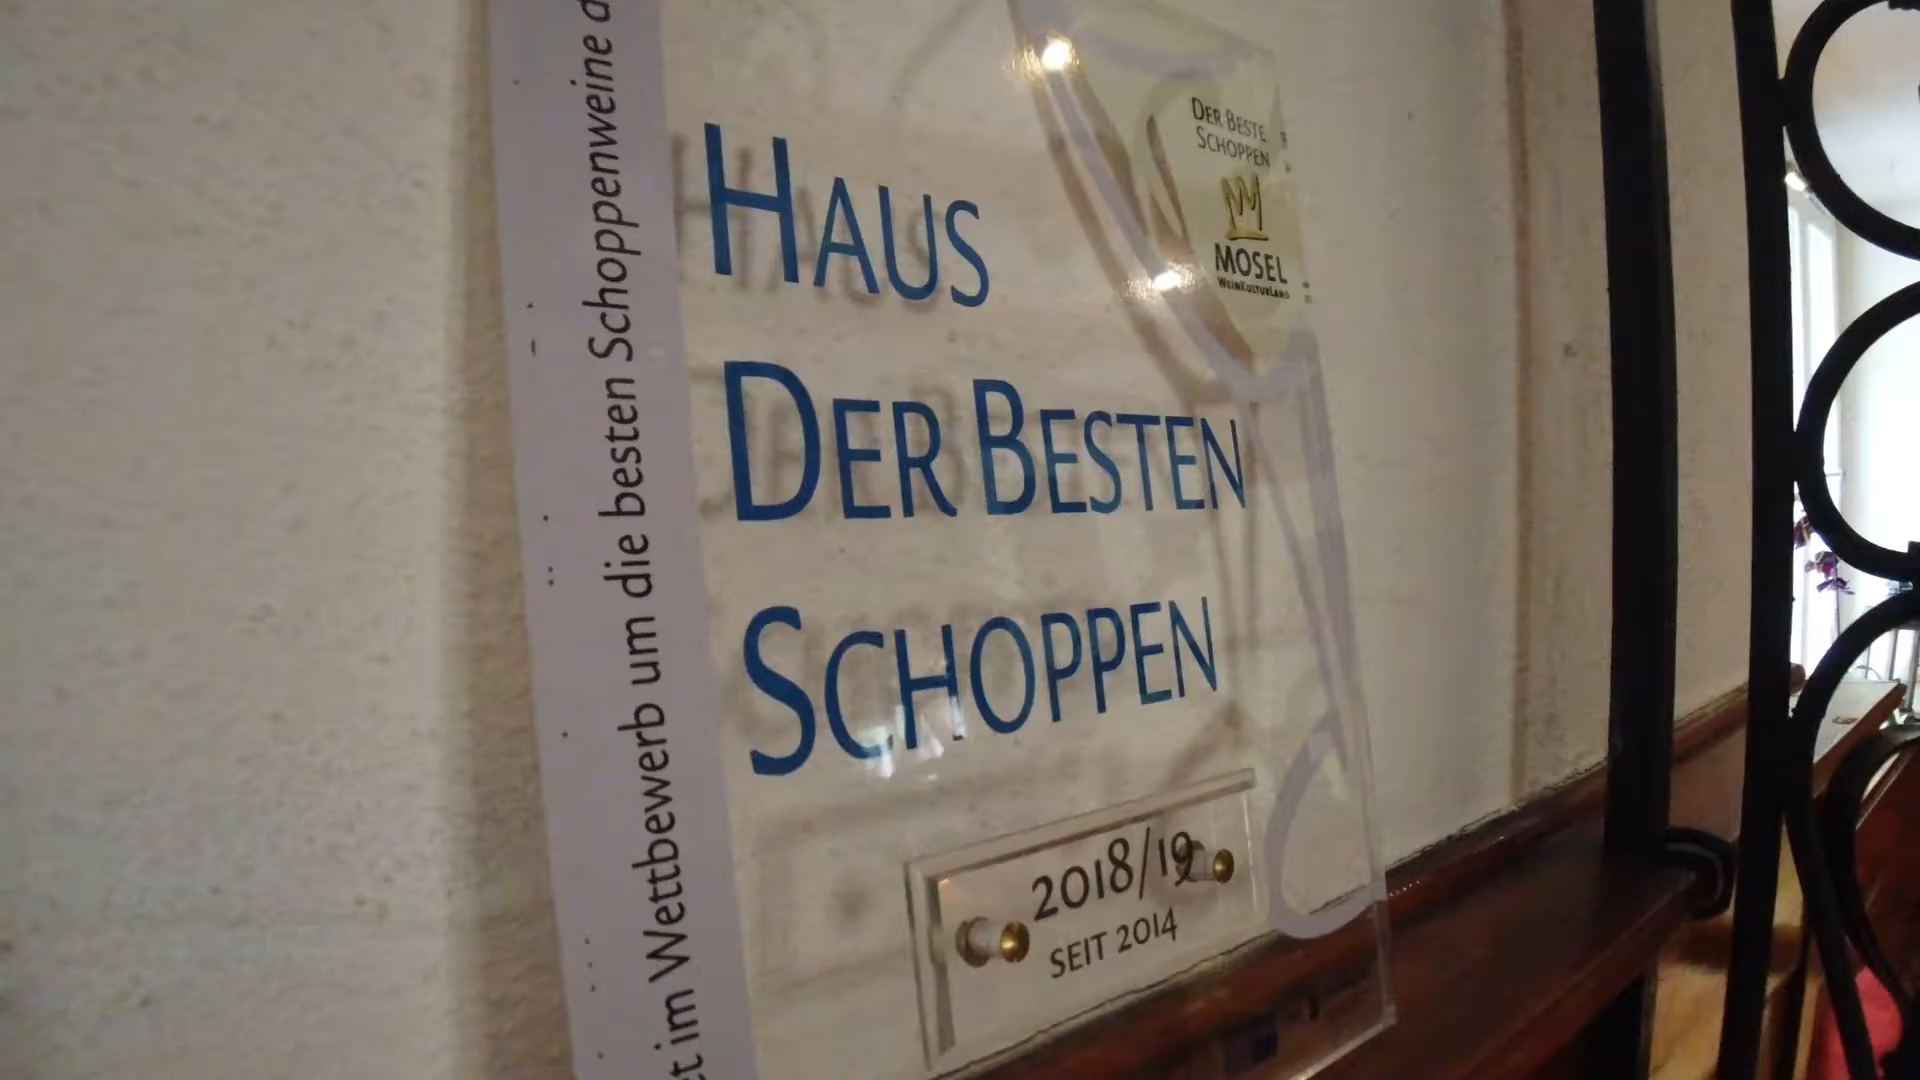 im Wettbewerb um die besten Schoppenweine
HAUS
DER BESTEN
SCHOPPEN
DER BESTE
SCHOPPEN
MOSEL
WEINKULTURLAND
2018/19
SEIT 2014